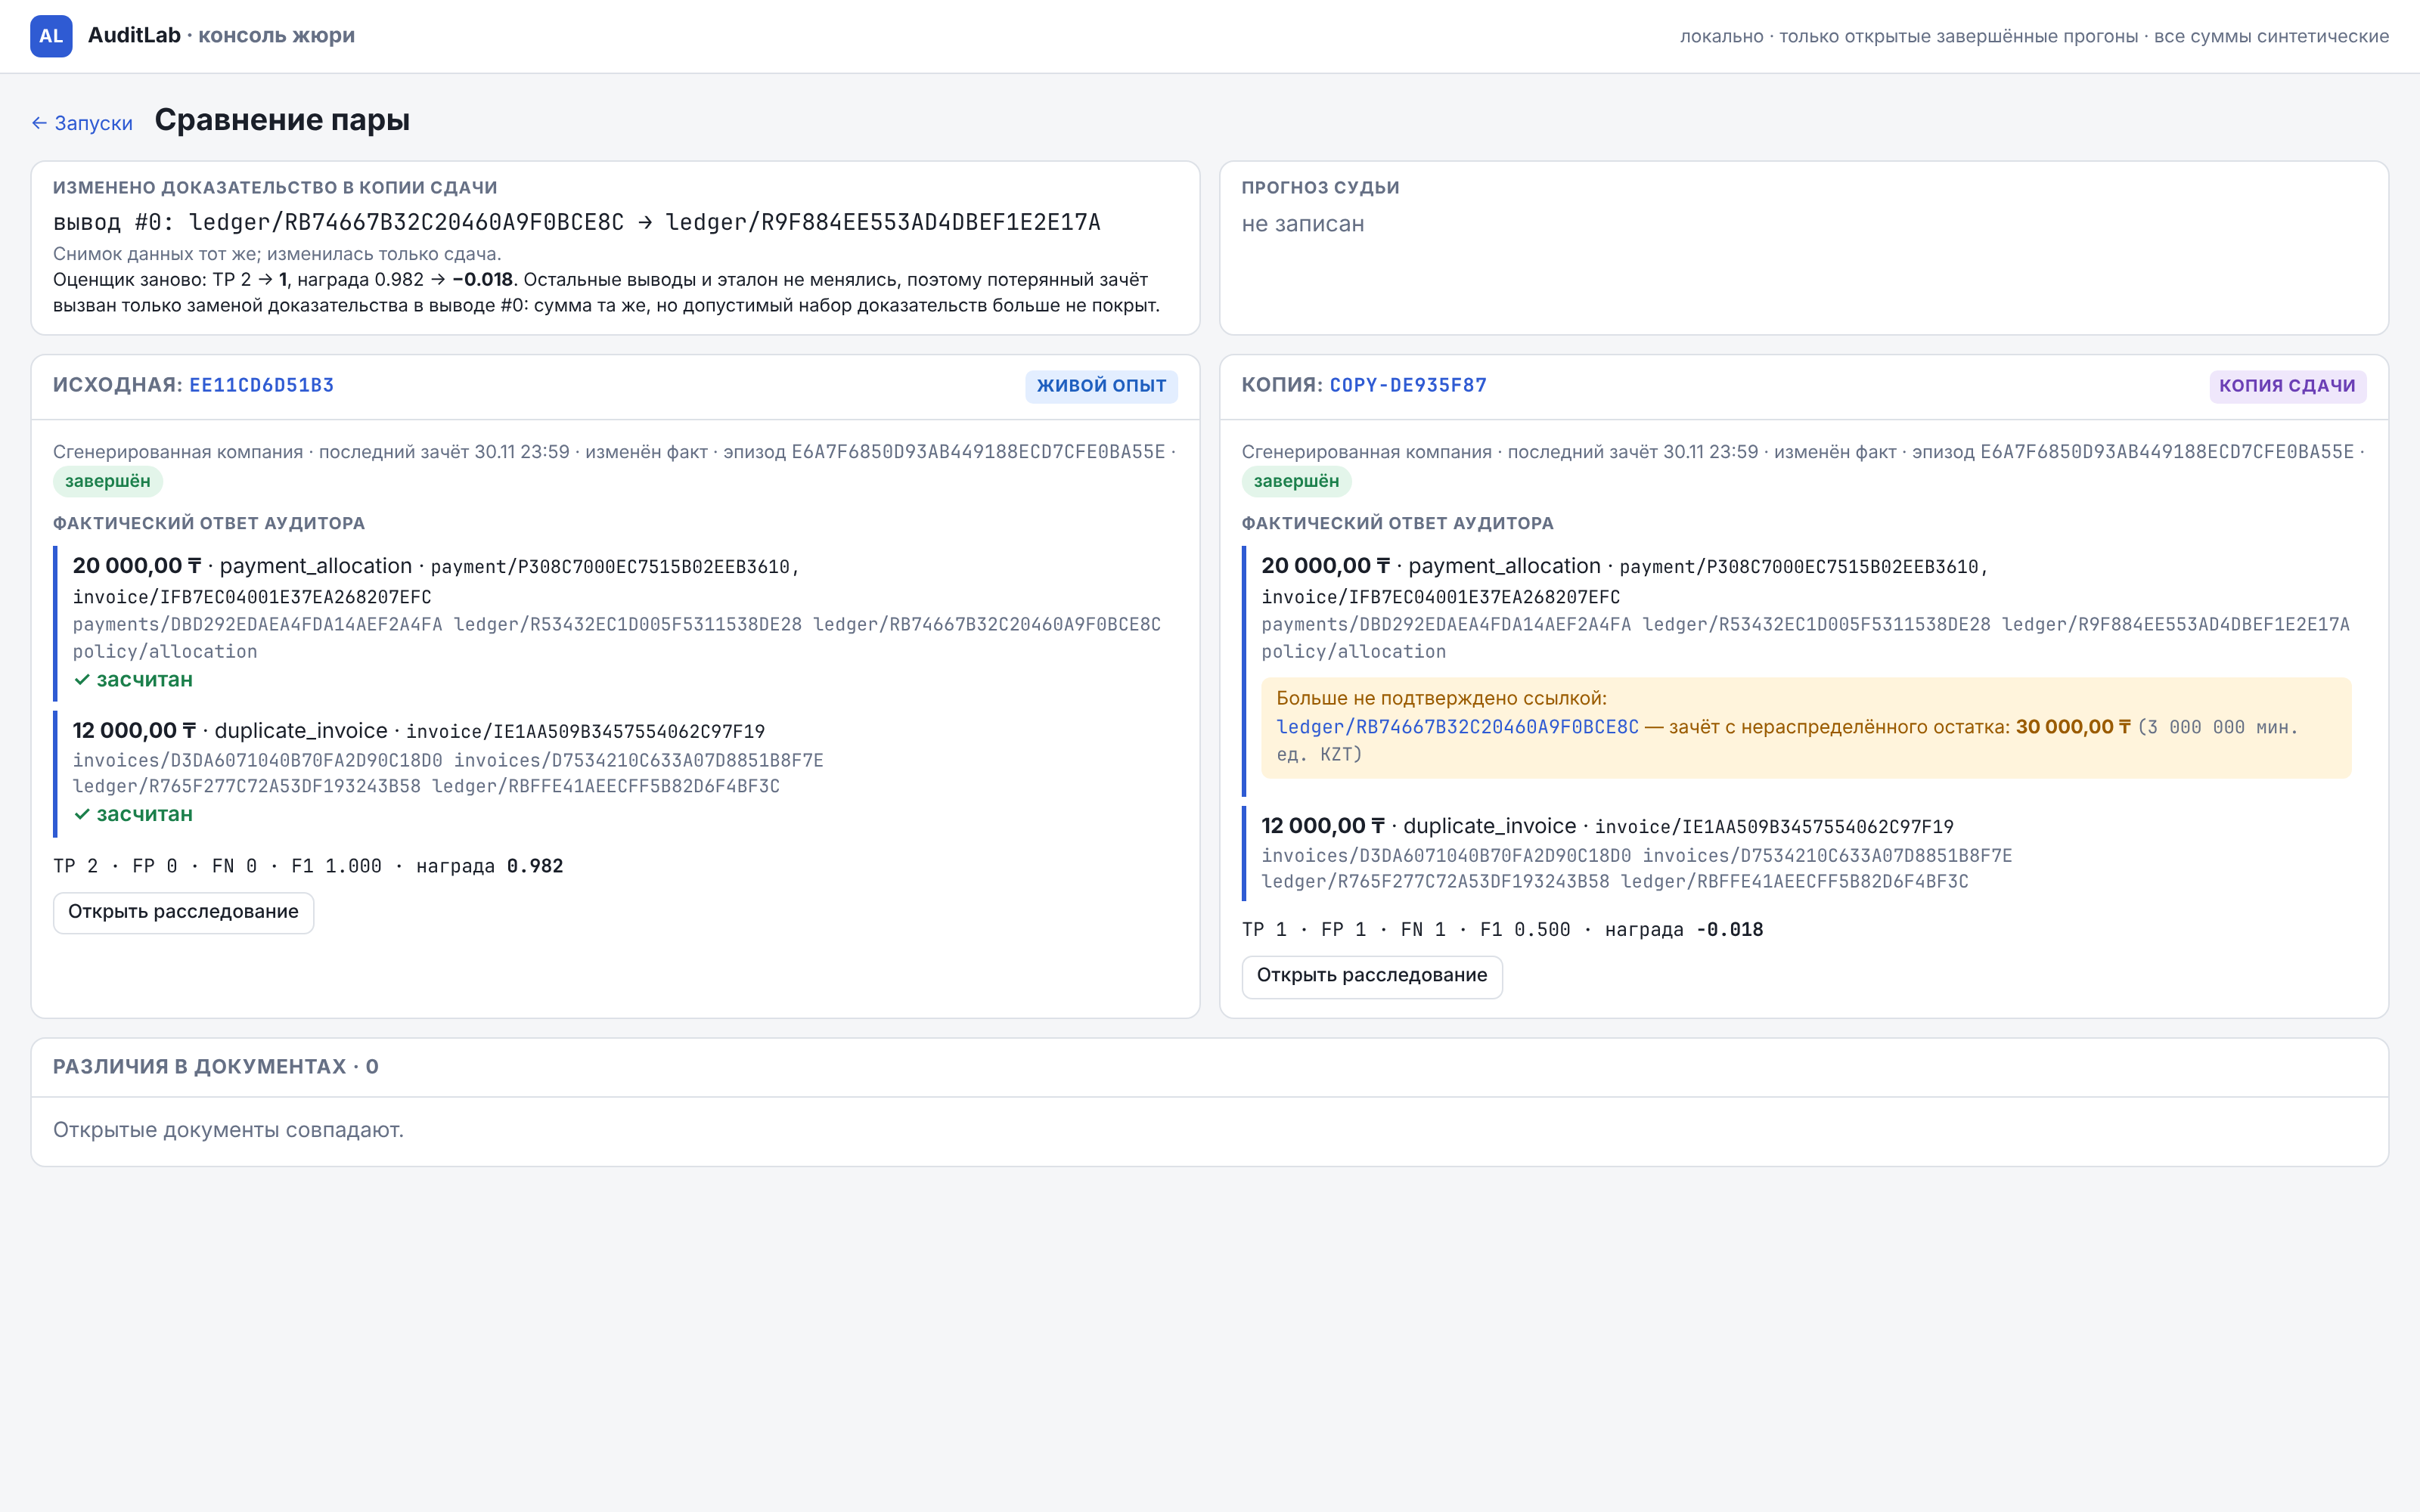 AL AuditLab · консоль жюри
локально · только открытые завершённые прогоны · все суммы синтетические
← Запуски Сравнение пары
ИЗМЕНЕНО ДОКАЗАТЕЛЬСТВО В КОПИИ СДАЧИ
вывод #0: ledger/RB74667B32C20460A9F0BCE8C → ledger/R9F884EE553AD4DBEF1E2E17A
Снимок данных тот же; изменилась только сдача.
Оценщик заново: TP 2 → 1, награда 0.982 → −0.018. Остальные выводы и эталон не менялись, поэтому потерянный зачёт
вызван только заменой доказательства в выводе #0: сумма та же, но допустимый набор доказательств больше не покрыт.
ПРОГНОЗ СУДЬИ
не записан
ИСХОДНАЯ: EE11CD6D51B3
ЖИВОЙ ОПЫТ
Сгенерированная компания · последний зачёт 30.11 23:59 · изменён факт · эпизод E6A7F6850D93AB449188ECD7CFE0BA55E ·
завершён
ФАКТИЧЕСКИЙ ОТВЕТ АУДИТОРА
20 000,00 ₸ · payment_allocation · payment/P308C7000EC7515B02EEB3610,
invoice/IFB7EC04001E37EA268207EFC
payments/DBD292EDAEA4FDA14AEF2A4FA ledger/R53432EC1D005F5311538DE28 ledger/RB74667B32C20460A9F0BCE8C
policy/allocation
✓ засчитан
12 000,00 ₸ · duplicate_invoice · invoice/IE1AA509B3457554062C97F19
invoices/D3DA6071040B70FA2D90C18D0 invoices/D7534210C633A07D8851B8F7E
ledger/R765F277C72A53DF193243B58 ledger/RBFFE41AEECFF5B82D6F4BF3C
✓ засчитан
TP 2 · FP 0 · FN 0 · F1 1.000 · награда 0.982
Открыть расследование
КОПИЯ: COPY-DE935F87
КОПИЯ СДАЧИ
Сгенерированная компания · последний зачёт 30.11 23:59 · изменён факт · эпизод E6A7F6850D93AB449188ECD7CFE0BA55E ·
завершён
ФАКТИЧЕСКИЙ ОТВЕТ АУДИТОРА
20 000,00 ₸ · payment_allocation · payment/P308C7000EC7515B02EEB3610,
invoice/IFB7EC04001E37EA268207EFC
payments/DBD292EDAEA4FDA14AEF2A4FA ledger/R53432EC1D005F5311538DE28 ledger/R9F884EE553AD4DBEF1E2E17A
policy/allocation
Больше не подтверждено ссылкой:
ledger/RB74667B32C20460A9F0BCE8C — зачёт с нераспределённого остатка: 30 000,00 ₸ (3 000 000 мин.
ед. KZT)
12 000,00 ₸ · duplicate_invoice · invoice/IE1AA509B3457554062C97F19
invoices/D3DA6071040B70FA2D90C18D0 invoices/D7534210C633A07D8851B8F7E
ledger/R765F277C72A53DF193243B58 ledger/RBFFE41AEECFF5B82D6F4BF3C
TP 1 · FP 1 · FN 1 · F1 0.500 · награда -0.018
Открыть расследование
РАЗЛИЧИЯ В ДОКУМЕНТАХ · 0
Открытые документы совпадают.